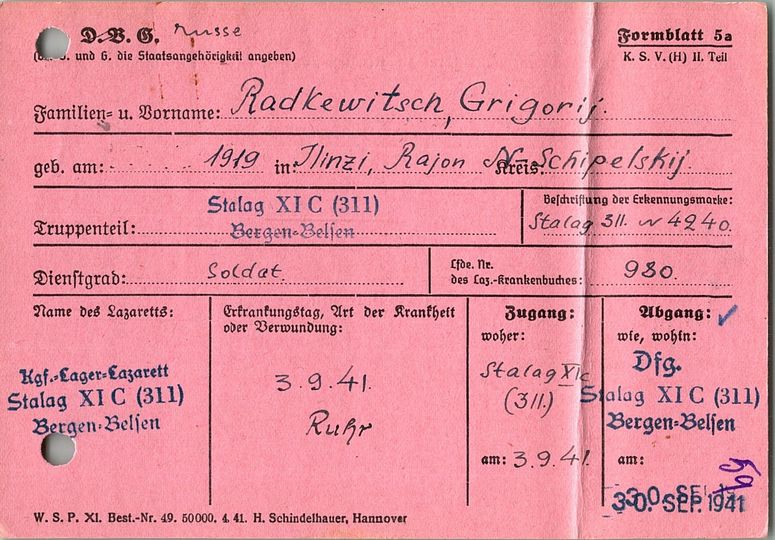 D.-B. G. russe
Formblatt 5a
K. S. V. (H) II. Teil
und 6. die Staatsangehörigkeit angeben)
Familien- u. Vorname: Radkewitsch, Grigorij.
geb. am: 1919 in: Ilinzi, Rajon N.-Schipelskij Kreis:
Truppenteil: Stalag XI C (311)
Bergen-Belsen
Beschriftung der Erkennungsmarke:
Stalag 311. N 4240.
Dienstgrad: Soldat.
Lfde. Nr.
des Laz.-Krankenbuches: 980.
Name des Lazaretts:
Kgf.-Lager-Lazarett
Stalag XI C (311)
Bergen-Belsen
Erkrankungstag, Art der Krankheit
oder Verwundung:
3.9.41.
Ruhr
Zugang:
woher:
Stalag XI C
(311.)
am: 3.9.41.
Abgang:
wie, wohin:
Dfg.
Stalag XI C (311)
Bergen-Belsen
am:
30. SEP. 1941
W. S. P. XI. Best.-Nr. 49. 50000. 4. 41. H. Schindelhauer, Hannover